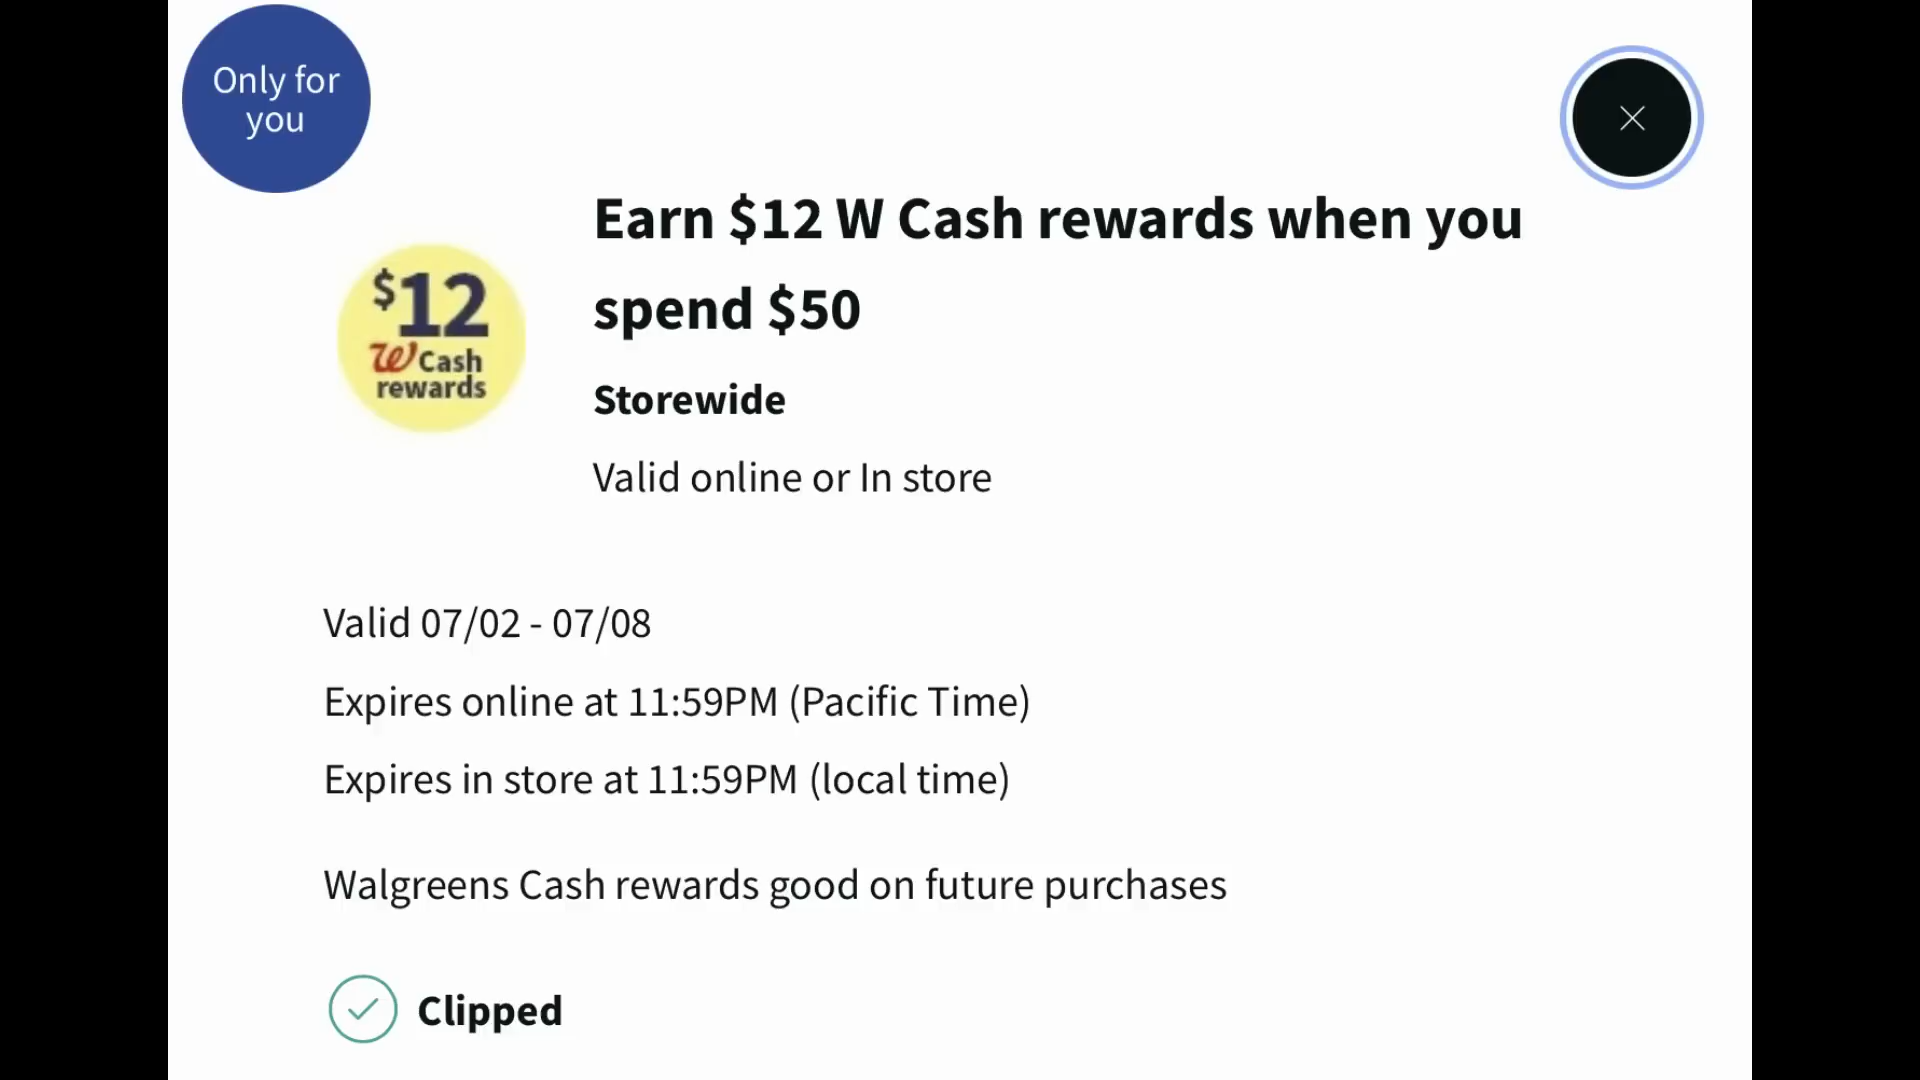 Only for
you
Earn $12 W Cash rewards when you
spend $50
$12
W Cash
rewards
Storewide
Valid online or In store
Valid 07/02 - 07/08
Expires online at 11:59PM (Pacific Time)
Expires in store at 11:59PM (local time)
Walgreens Cash rewards good on future purchases
Clipped